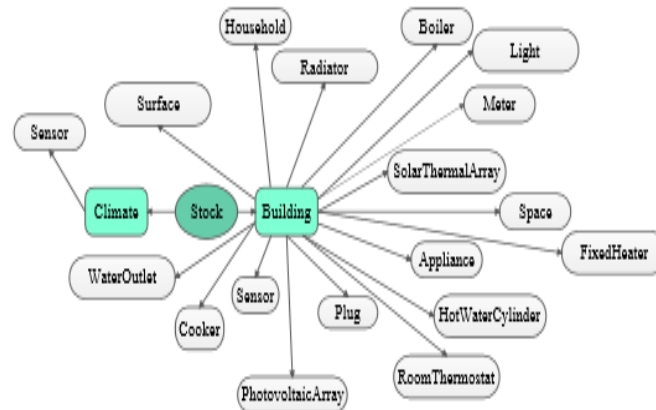 Household
Boiler
Light
Radiator
Surface
Meter
Sensor
SolarThermalArray
Climate
Stock
Building
Space
FixedHeater
WaterOutlet
Appliance
Sensor
Plug
HotWaterCylinder
Cooker
RoomThermostat
PhotovoltaicArray